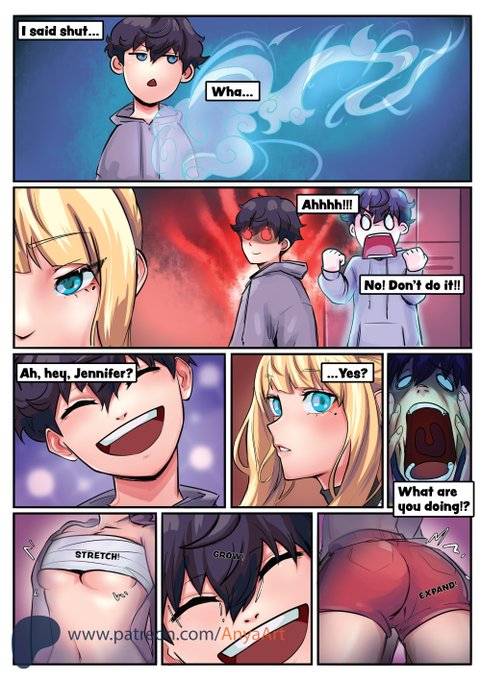 I said shut...
Wha...
Ahhhh!!!
No! Don't do it!!
Ah, hey, Jennifer?
...Yes?
What are
you doing!?
STRETCH!
GROW!
EXPAND!
www.patreon.com/AnyaArt